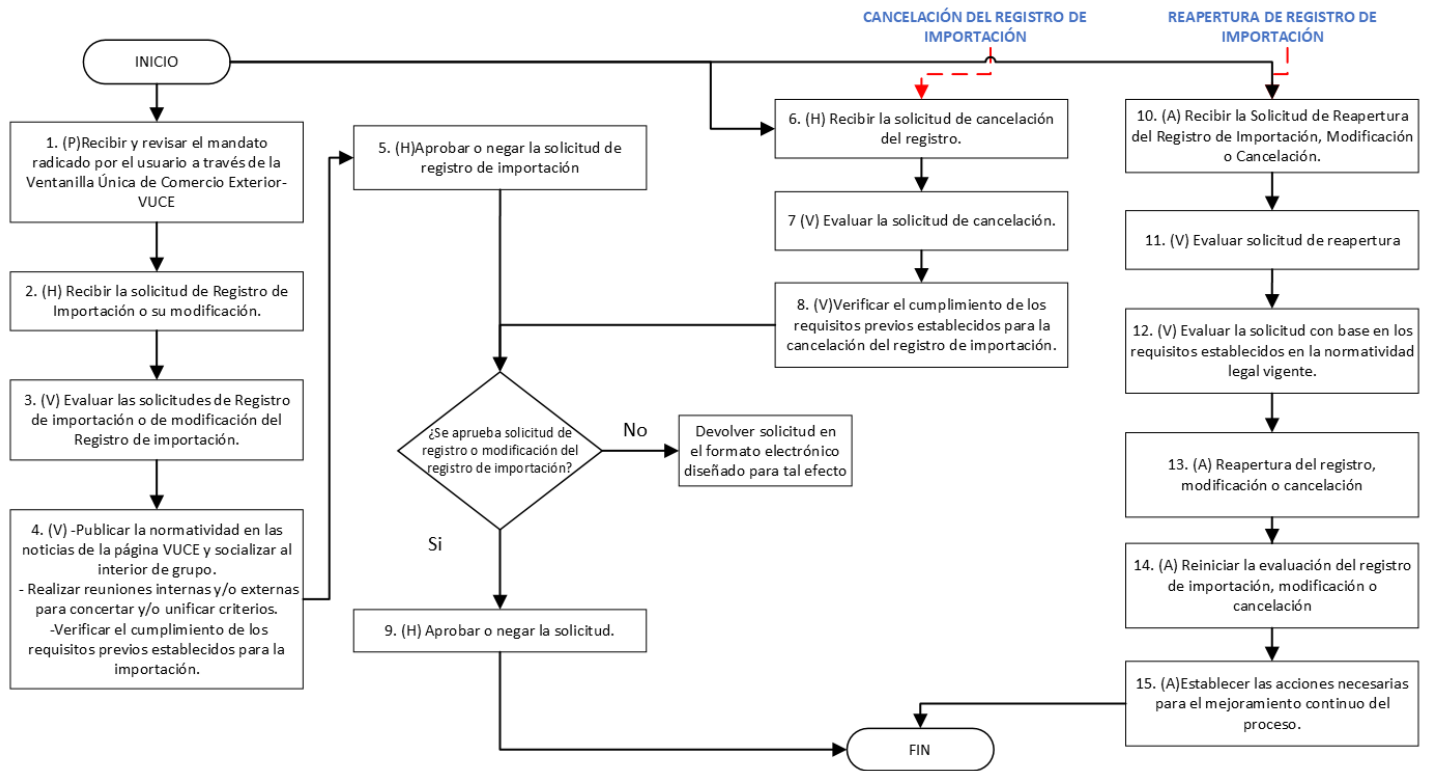 CANCELACIÓN DEL REGISTRO DE
IMPORTACIÓN
REAPERTURA DE REGISTRO DE
IMPORTACIÓN
INICIO
1. (P)Recibir y revisar el mandato
radicado por el usuario a través de la
Ventanilla Única de Comercio Exterior-
VUCE
2. (H) Recibir la solicitud de Registro de
Importación o su modificación.
3. (V) Evaluar las solicitudes de Registro
de importación o de modificación del
Registro de importación.
4. (V) -Publicar la normatividad en las
noticias de la página VUCE y socializar al
interior de grupo.
- Realizar reuniones internas y/o externas
para concertar y/o unificar criterios.
-Verificar el cumplimiento de los
requisitos previos establecidos para la
importación.
5. (H)Aprobar o negar la solicitud de
registro de importación
6. (H) Recibir la solicitud de cancelación
del registro.
7 (V) Evaluar la solicitud de cancelación.
8. (V)Verificar el cumplimiento de los
requisitos previos establecidos para la
cancelación del registro de importación.
¿Se aprueba solicitud de
registro o modificación del
registro de importación?
No
Devolver solicitud en
el formato electrónico
diseñado para tal efecto
Si
9. (H) Aprobar o negar la solicitud.
10. (A) Recibir la Solicitud de Reapertura
del Registro de Importación, Modificación
o Cancelación.
11. (V) Evaluar solicitud de reapertura
12. (V) Evaluar la solicitud con base en los
requisitos establecidos en la normatividad
legal vigente.
13. (A) Reapertura del registro,
modificación o cancelación
14. (A) Reiniciar la evaluación del registro
de importación, modificación o
cancelación
15. (A)Establecer las acciones necesarias
para el mejoramiento continuo del
proceso.
FIN